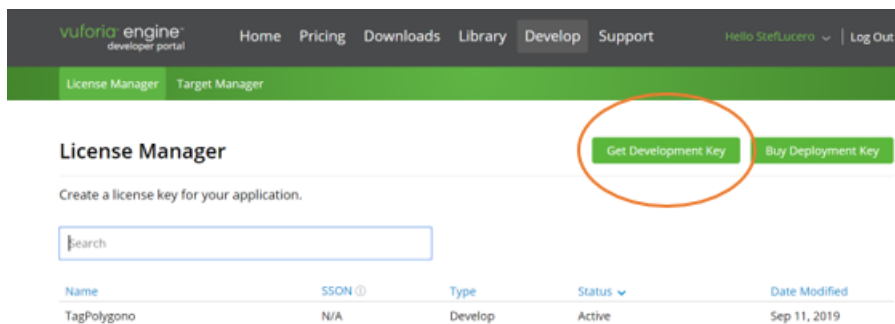 vuforia engine
developer portal
Home Pricing Downloads Library Develop Support Hello StefLucero | Log Out
License Manager Target Manager
License Manager
Get Development Key Buy Deployment Key
Create a license key for your application.
Search
Name SSON Type Status Date Modified
TagPolygono N/A Develop Active Sep 11, 2019